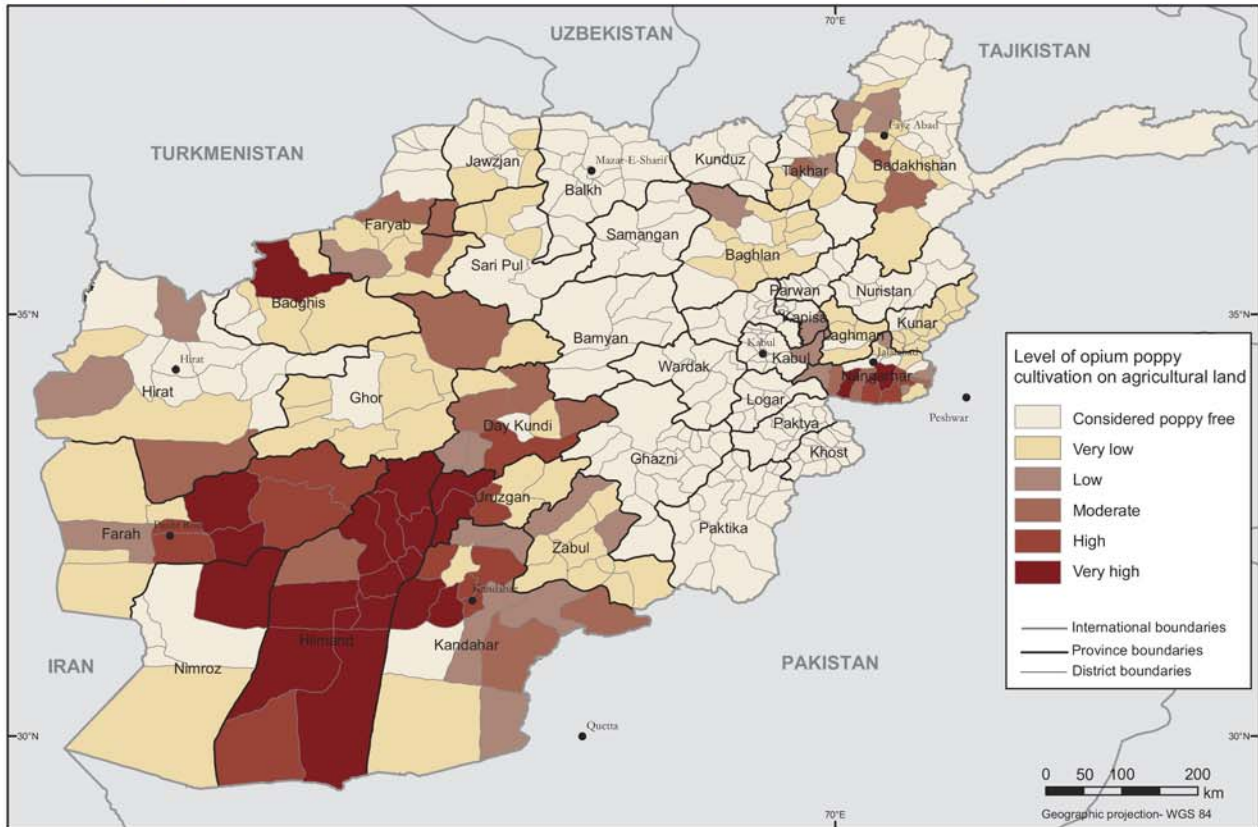 70°E
UZBEKISTAN
TAJIKISTAN
TURKMENISTAN
Jawzjan
Mazar-E-Sharif
Balkh
Kunduz
Takhar
Fayz Abad
Badakhshan
Faryab
Samangan
Sari Pul
Baghlan
Badghis
35°N
35°N
Bamyan
Parwan
Kapisa
Nuristan
Kunar
Laghman
Hirat
Hirat
Ghor
Wardak
Kabul
Kabul
Jalalabad
Nangarhar
Logar
Peshwar
Day Kundi
Paktya
Khost
Ghazni
Uruzgan
Paktika
Farah
Zabul
Kandahar
Hilmand
Kandahar
Nimroz
IRAN
PAKISTAN
Quetta
30°N
30°N
70°E
Level of opium poppy
cultivation on agricultural land
Considered poppy free
Very low
Low
Moderate
High
Very high
International boundaries
Province boundaries
District boundaries
0 50 100 200
km
Geographic projection- WGS 84